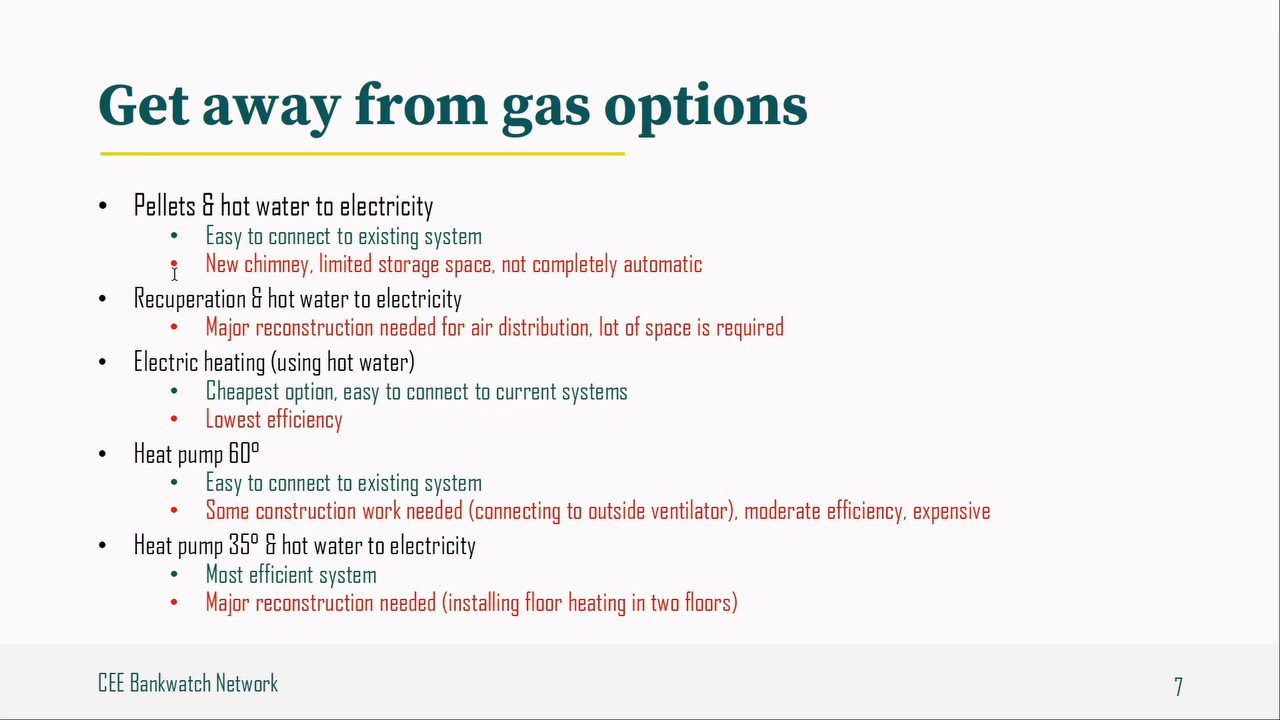 Get away from gas options
• Pellets & hot water to electricity
• Easy to connect to existing system
• New chimney, limited storage space, not completely automatic
• Recuperation & hot water to electricity
• Major reconstruction needed for air distribution, lot of space is required
• Electric heating (using hot water)
• Cheapest option, easy to connect to current systems
• Lowest efficiency
• Heat pump 60º
• Easy to connect to existing system
• Some construction work needed (connecting to outside ventilator), moderate efficiency, expensive
• Heat pump 35º & hot water to electricity
• Most efficient system
• Major reconstruction needed (installing floor heating in two floors)
CEE Bankwatch Network
7